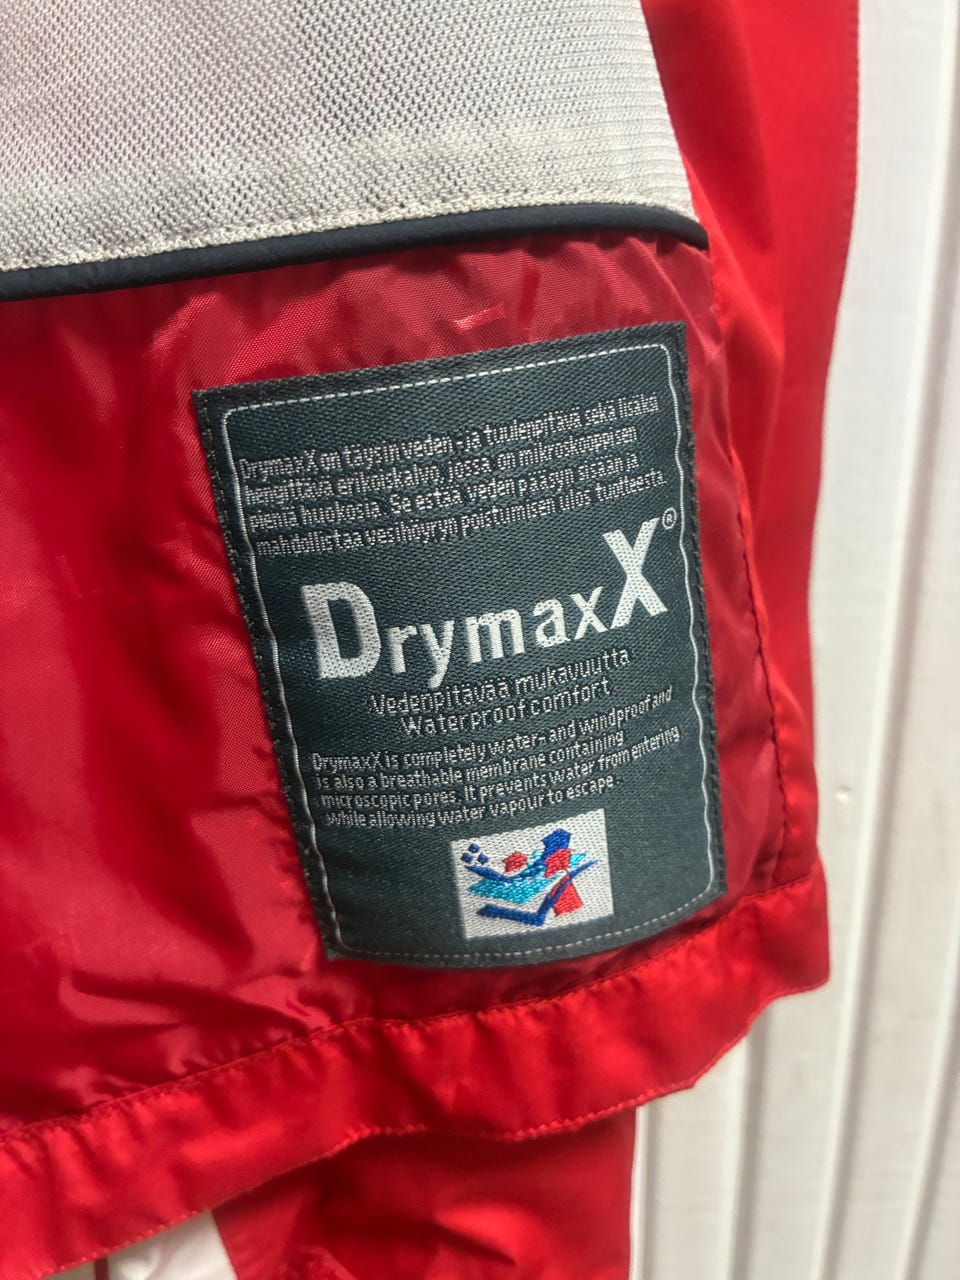 DrymaxX on täysin veden- ja tuulenpitävä sekä lisäksi
hengittävä erikoiskalvo, jossa on mikroskooppisen
pieniä huokosia. Se estää veden pääsyn sisään ja
mahdollistaa vesihöyryn poistumisen ulos tuotteesta.
DrymaxX®
Vedenpitävää mukavuutta
Waterproof comfort
DrymaxX is completely water- and windproof and
is also a breathable membrane containing
microscopic pores. It prevents water from entering
while allowing water vapour to escape.